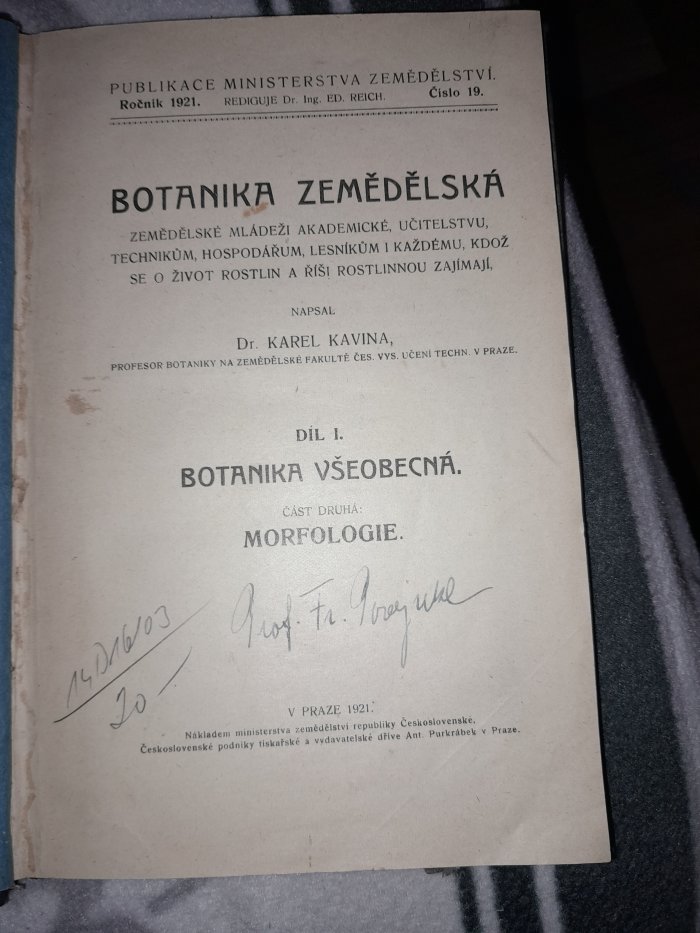 PUBLIKACE MINISTERSTVA ZEMĚDĚLSTVÍ.
Ročník 1921. REDIGUJE Dr. Ing. ED. REICH. Číslo 19.
BOTANIKA ZEMĚDĚLSKÁ
ZEMĚDĚLSKÉ MLÁDEŽI AKADEMICKÉ, UČITELSTVU,
TECHNIKŮM, HOSPODÁŘUM, LESNÍKŮM I KAŽDÉMU, KDOŽ
SE O ŽIVOT ROSTLIN A ŘÍŠI ROSTLINNOU ZAJÍMAJÍ,
NAPSAL
Dr. KAREL KAVINA,
PROFESOR BOTANIKY NA ZEMĚDĚLSKÉ FAKULTĚ ČES. VYS. UČENÍ TECHN. V PRAZE.
DÍL I.
BOTANIKA VŠEOBECNÁ.
ČÁST DRUHÁ:
MORFOLOGIE.
Prof. Fr.
20 —
V PRAZE 1921.
Nákladem ministerstva zemědělství republiky Československé.
Československé podniky tiskařské a vydavatelské dříve Ant. Purkrábek v Praze.